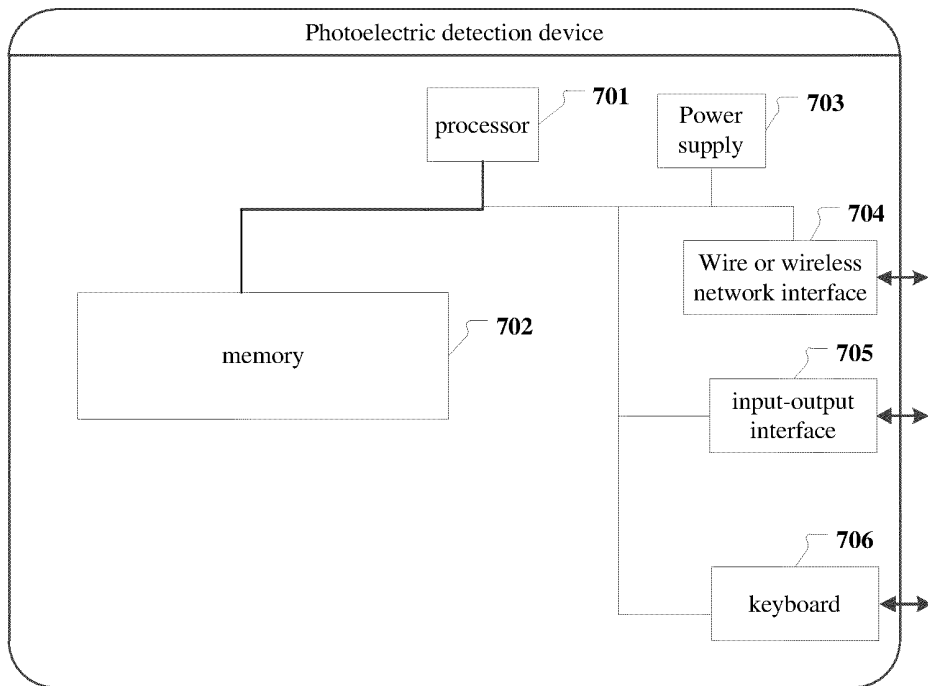 Photoelectric detection device
701
processor
703
Power
supply
704
Wire or wireless
network interface
702
memory
705
input-output
interface
706
keyboard